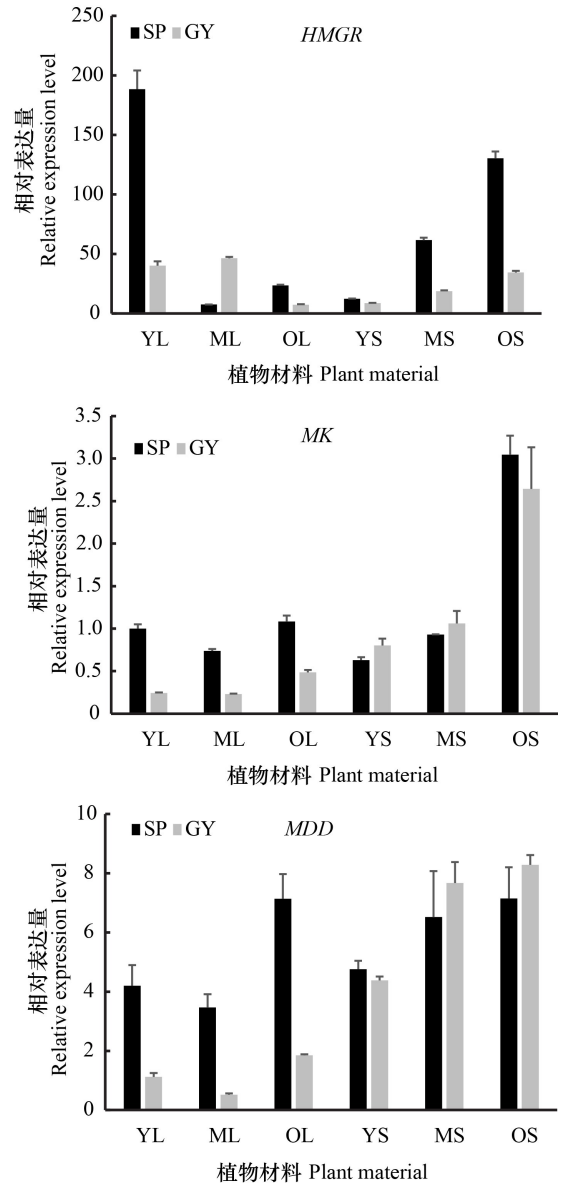 250
200
150
100
50
0
SP GY
HMGR
相对表达量
Relative expression level
YL ML OL YS MS OS
植物材料 Plant material
3.5
3.0
2.5
2.0
1.5
1.0
0.5
0
SP GY
MK
相对表达量
Relative expression level
YL ML OL YS MS OS
植物材料 Plant material
10
8
6
4
2
0
SP GY
MDD
相对表达量
Relative expression level
YL ML OL YS MS OS
植物材料 Plant material